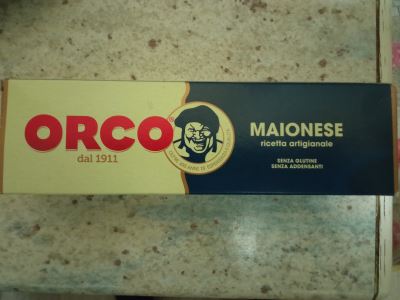 ORCO®
dal 1911
MAIONESE
ricetta artigianale
SENZA GLUTINE
SENZA ADDENSANTI